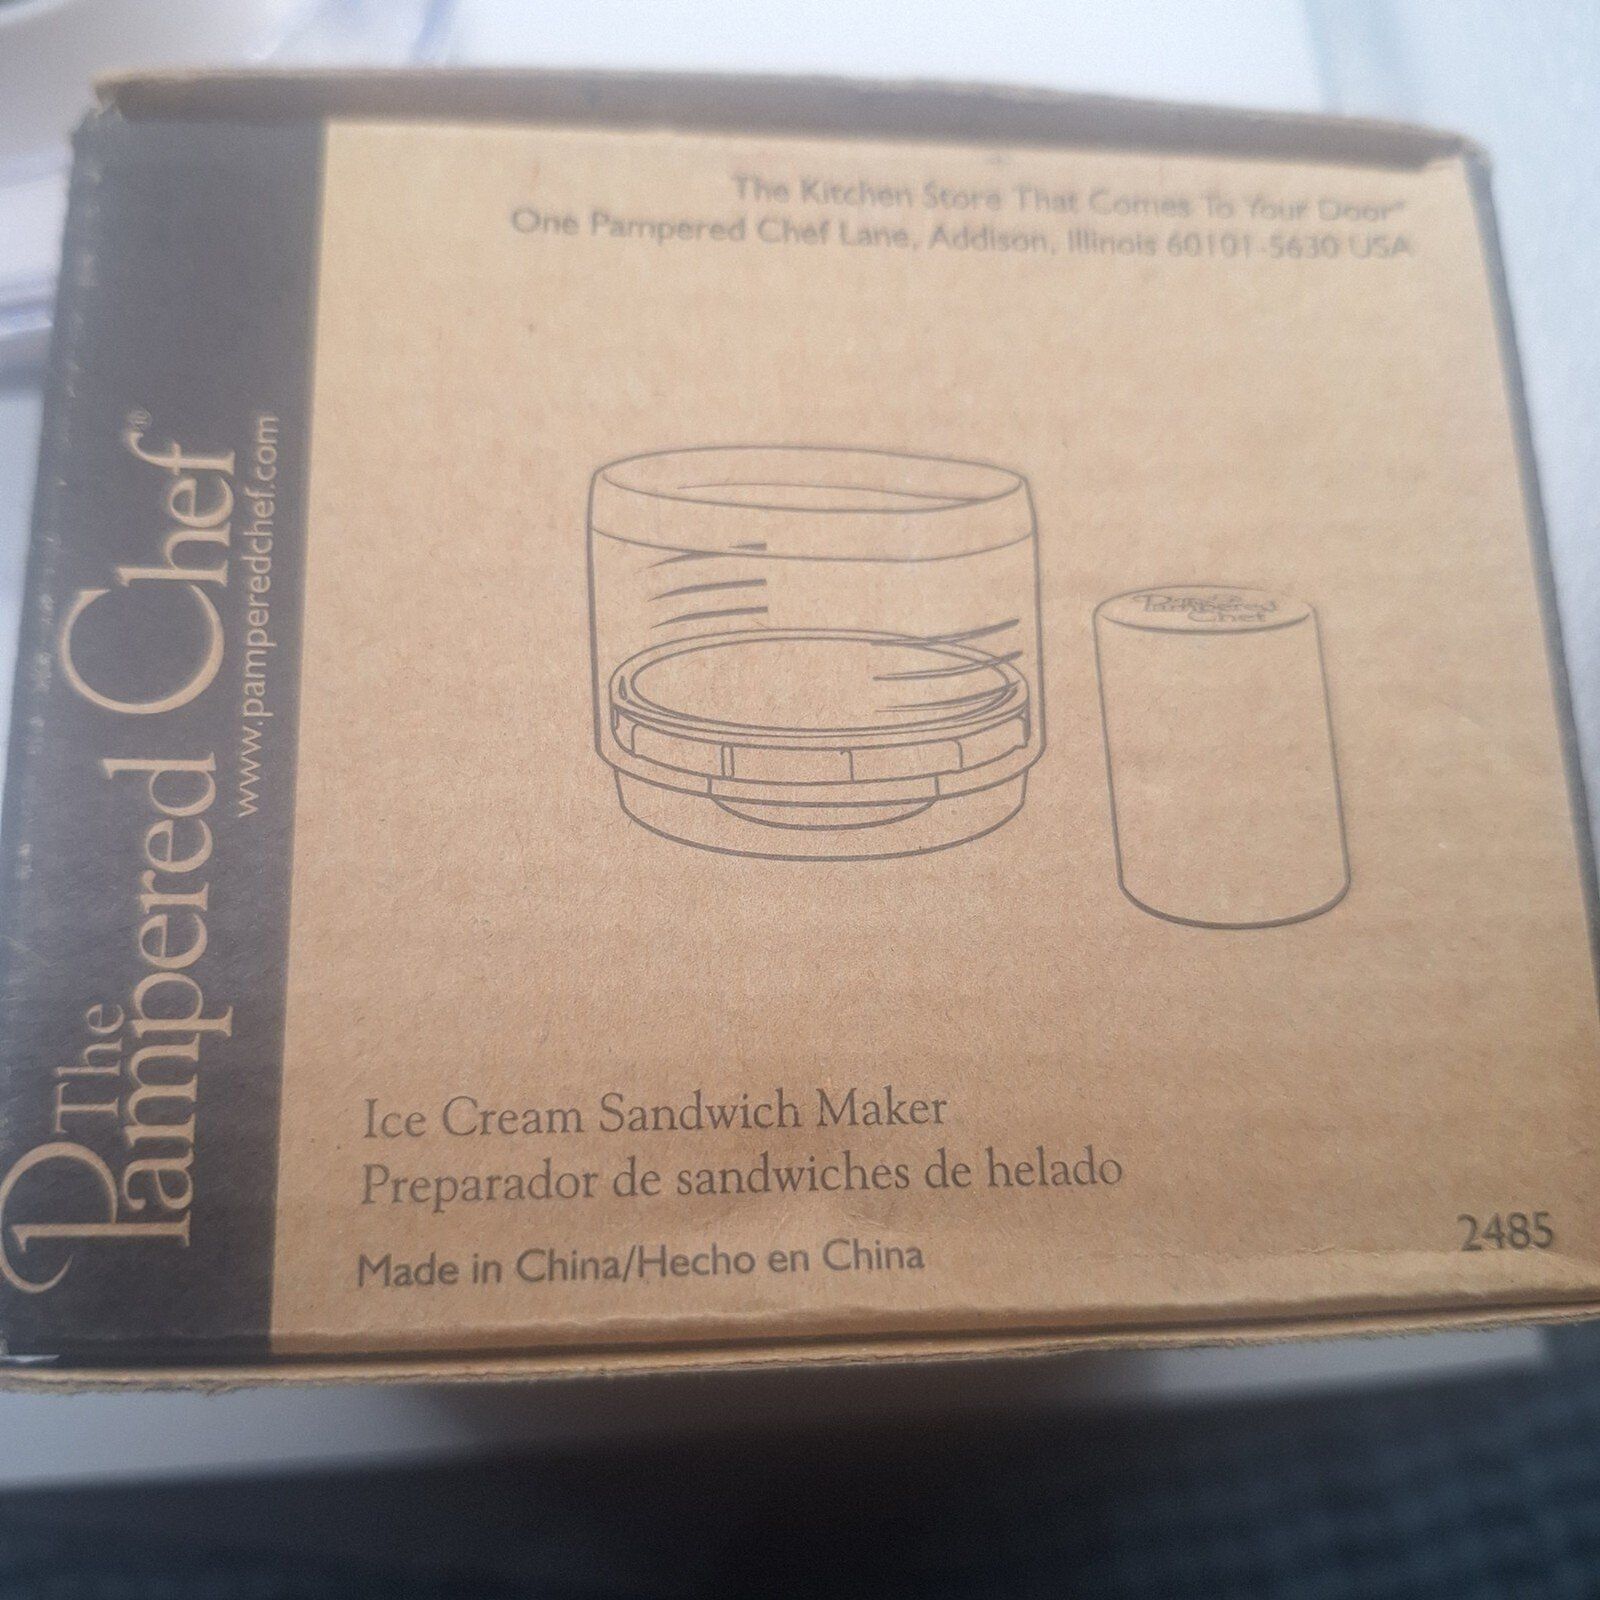 The Kitchen Store That Comes To Your Door®
One Pampered Chef Lane, Addison, Illinois 60101-5630 USA
The
Pampered Chef®
www.pamperedchef.com
Pampered
Chef
Ice Cream Sandwich Maker
Preparador de sandwiches de helado
Made in China/Hecho en China
2485